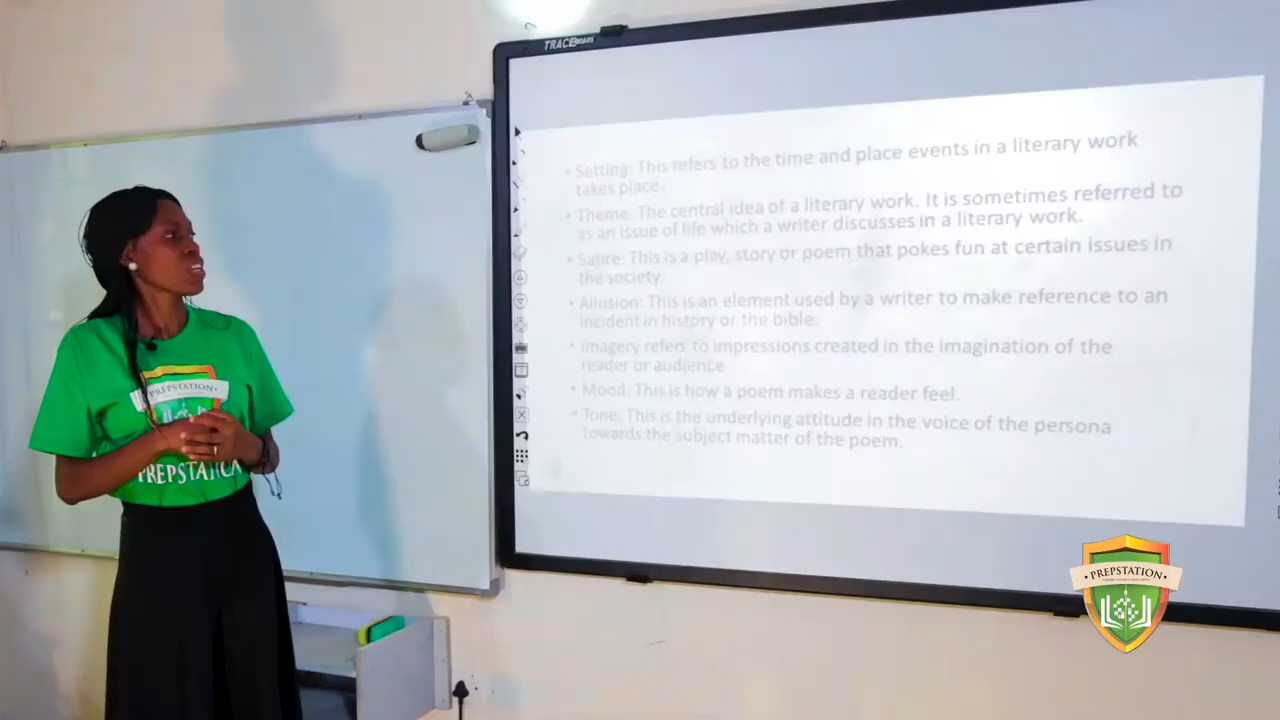 TRACEBOARD
• Setting: This refers to the time and place events in a literary work
takes place.
• Theme: The central idea of a literary work. It is sometimes referred to
as an issue of life which a writer discusses in a literary work.
• Satire: This is a play, story or poem that pokes fun at certain issues in
the society.
• Allusion: This is an element used by a writer to make reference to an
incident in history or the bible.
• Imagery refers to impressions created in the imagination of the
reader or audience
• Mood: This is how a poem makes a reader feel.
• Tone: This is the underlying attitude in the voice of the persona
towards the subject matter of the poem.
PREPSTATION
PREPSTATION
•PREPSTATION•